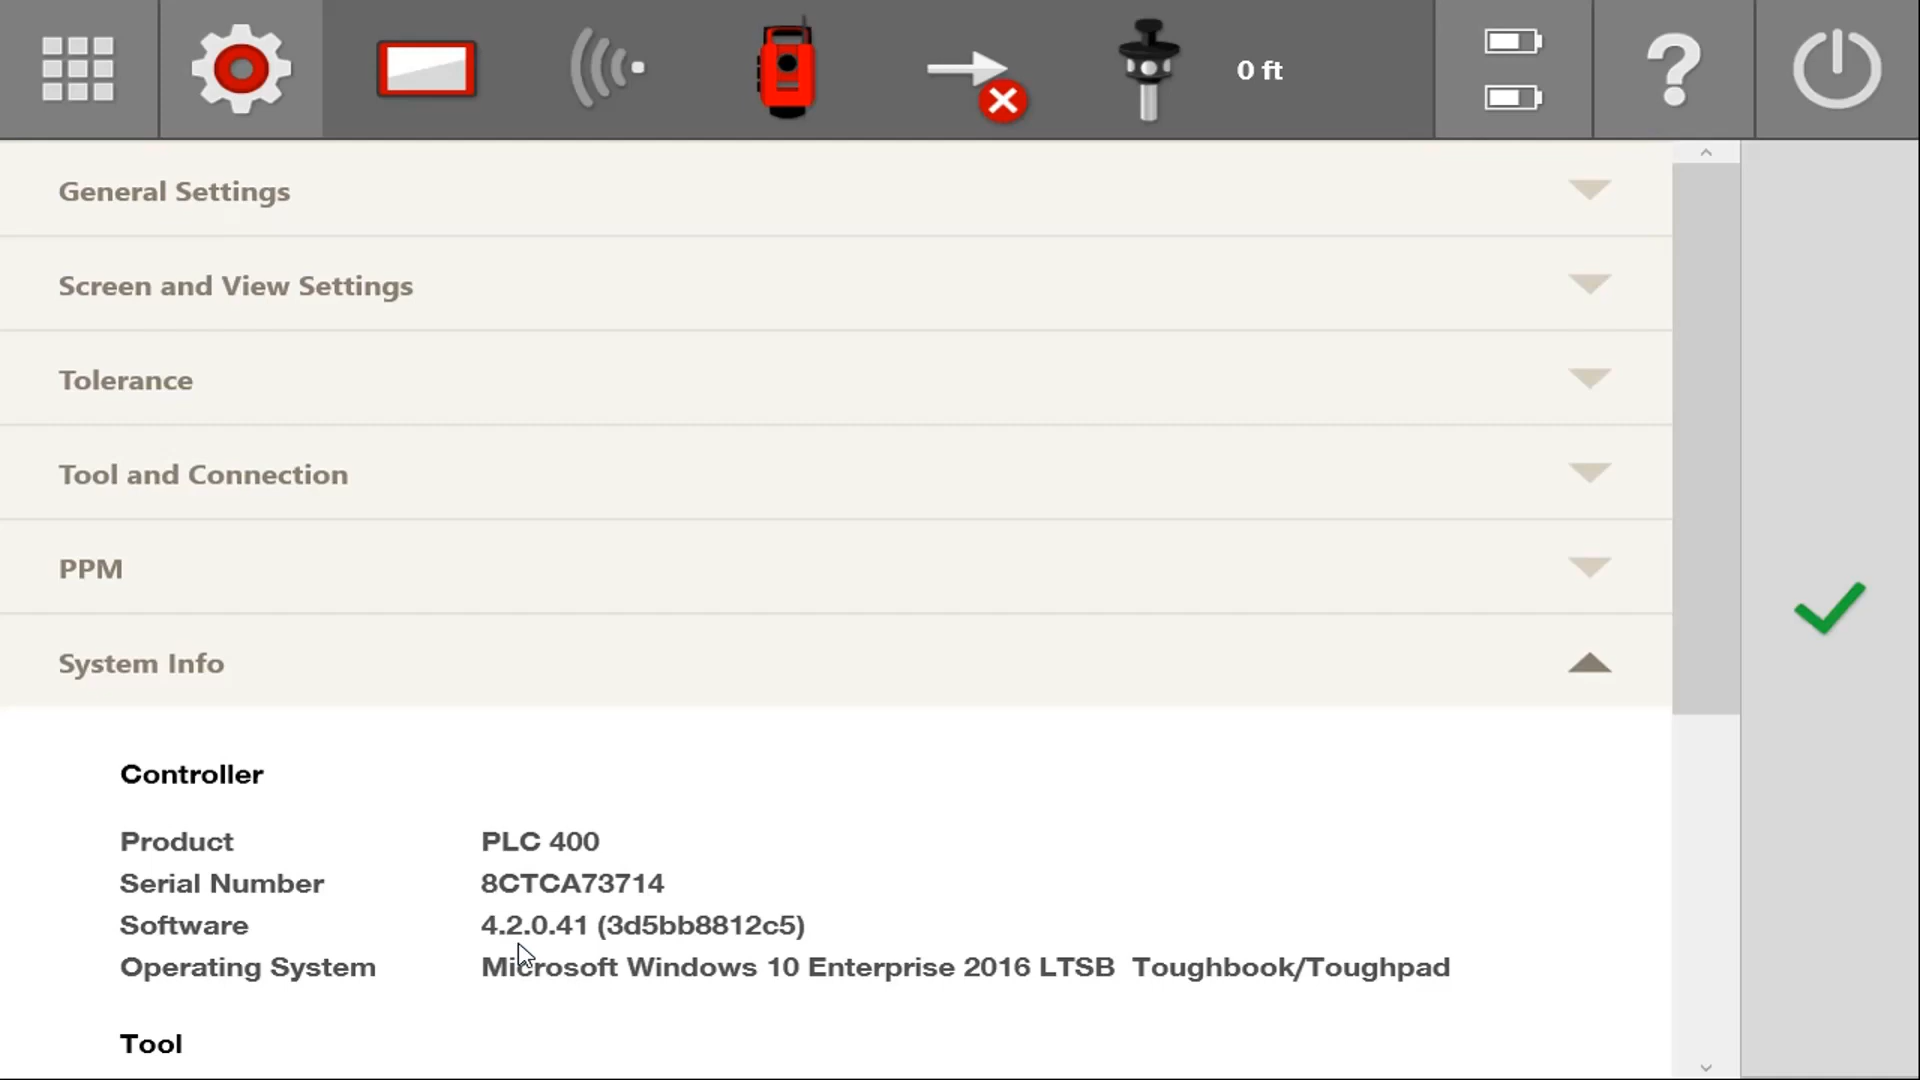 0 ft
General Settings
Screen and View Settings
Tolerance
Tool and Connection
PPM
System Info
Controller
Product PLC 400
Serial Number 8CTCA73714
Software 4.2.0.41 (3d5bb8812c5)
Operating System Microsoft Windows 10 Enterprise 2016 LTSB Toughbook/Toughpad
Tool